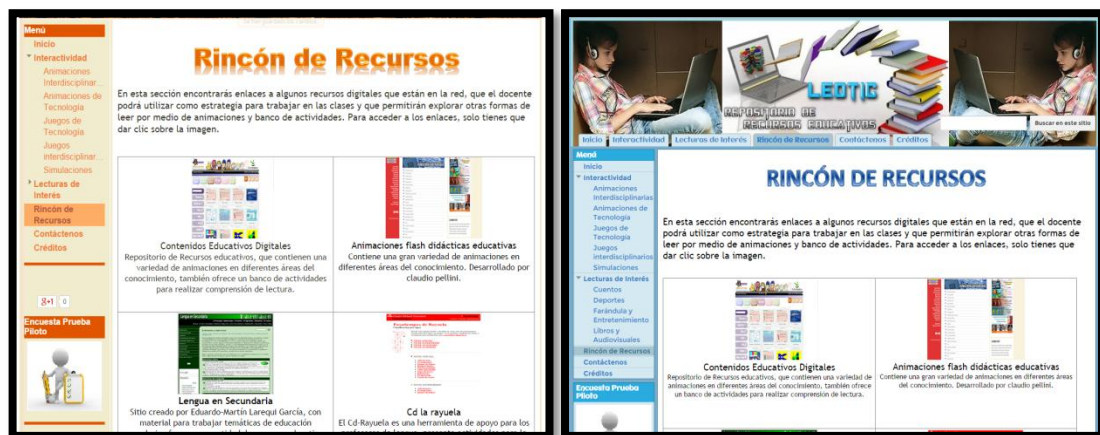 Menú
Inicio
Interactividad
Animaciones
Interdisciplinar...
Animaciones de
Tecnología
Juegos de
Tecnología
Juegos
interdisciplinar...
Simulaciones
Lecturas de
Interés
Rincón de
Recursos
Contáctenos
Créditos
g+1 0
Encuesta Prueba
Piloto
Rincón de Recursos
En esta sección encontrarás enlaces a algunos recursos digitales que están en la red, que el docente
podrá utilizar como estrategia para trabajar en las clases y que permitirán explorar otras formas de
leer por medio de animaciones y banco de actividades. Para acceder a los enlaces, solo tienes que
dar clic sobre la imagen.
Contenidos Educativos Digitales
Repositorio de Recursos educativos, que contienen una
variedad de animaciones en diferentes áreas del
conocimiento, también ofrece un banco de actividades
para realizar comprensión de lectura.
Animaciones flash didácticas educativas
Contiene una gran variedad de animaciones en
diferentes áreas del conocimiento. Desarrollado por
claudio pellini.
Lengua en Secundaria
Sitio creado por Eduardo-Martín Larequi García, con
material para trabajar temáticas de educación
Cd la rayuela
El Cd-Rayuela es una herramienta de apoyo para los
LEOTIC
REPOSITORIO DE
RECURSOS EDUCATIVOS
Buscar en este sitio
Inicio Interactividad Lecturas de Interés Rincón de Recursos Contáctenos Créditos
Menú
Inicio
Interactividad
Animaciones
Interdisciplinarias
Animaciones de
Tecnología
Juegos de
Tecnología
Juegos
interdisciplinarios
Simulaciones
Lecturas de Interés
Cuentos
Deportes
Farándula y
Entretenimiento
Libros y
Audiovisuales
Rincón de Recursos
Contáctenos
Créditos
Encuesta Prueba
Piloto
RINCÓN DE RECURSOS
En esta sección encontrarás enlaces a algunos recursos digitales que están en la red, que el docente
podrá utilizar como estrategia para trabajar en las clases y que permitirán explorar otras formas de
leer por medio de animaciones y banco de actividades. Para acceder a los enlaces, solo tienes que
dar clic sobre la imagen.
Contenidos Educativos Digitales
Repositorio de Recursos educativos, que contienen una variedad de
animaciones en diferentes áreas del conocimiento, también ofrece
un banco de actividades para realizar comprensión de lectura.
Animaciones flash didácticas educativas
Contiene una gran variedad de animaciones en diferentes áreas
del conocimiento. Desarrollado por claudio pellini.